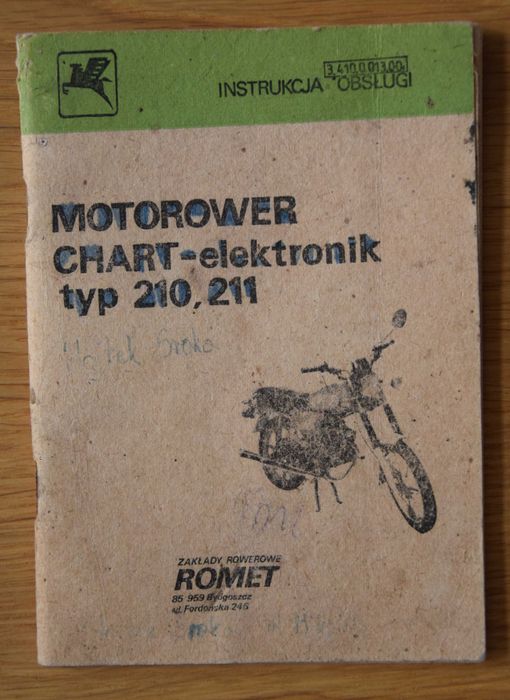 3.410.0.013.00.
INSTRUKCJA OBSŁUGI
MOTOROWER
CHART-elektronik
typ 210, 211
Sroka
ZAKŁADY ROWEROWE
ROMET
85-959 Bydgoszcz
ul. Fordońska 246